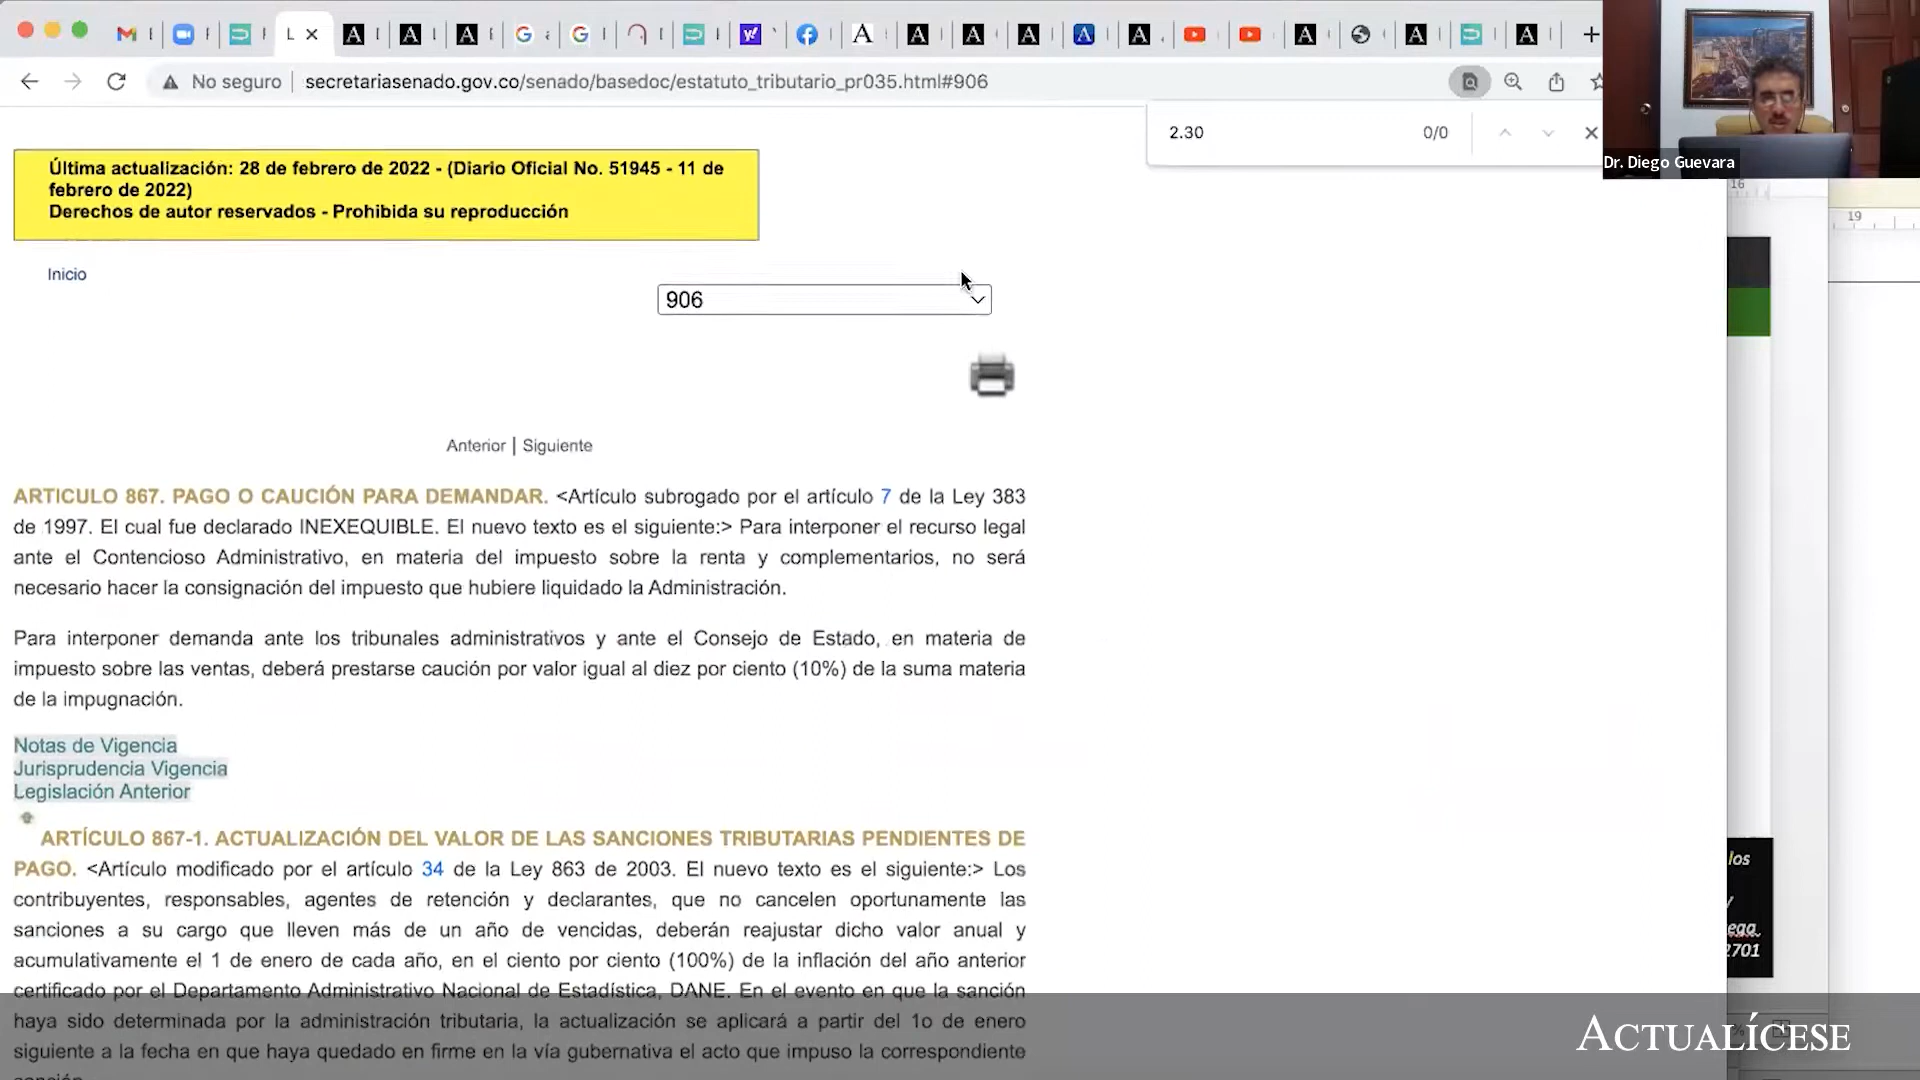 No seguro
secretariasenado.gov.co/senado/basedoc/estatuto_tributario_pr035.html#906
2.30
0/0
Dr. Diego Guevara
16
19
Última actualización: 28 de febrero de 2022 - (Diario Oficial No. 51945 - 11 de
febrero de 2022)
Derechos de autor reservados - Prohibida su reproducción
Inicio
906
Anterior | Siguiente
ARTICULO 867. PAGO O CAUCIÓN PARA DEMANDAR. <Artículo subrogado por el artículo 7 de la Ley 383
de 1997. El cual fue declarado INEXEQUIBLE. El nuevo texto es el siguiente:> Para interponer el recurso legal
ante el Contencioso Administrativo, en materia del impuesto sobre la renta y complementarios, no será
necesario hacer la consignación del impuesto que hubiere liquidado la Administración.
Para interponer demanda ante los tribunales administrativos y ante el Consejo de Estado, en materia de
impuesto sobre las ventas, deberá prestarse caución por valor igual al diez por ciento (10%) de la suma materia
de la impugnación.
Notas de Vigencia
Jurisprudencia Vigencia
Legislación Anterior
ARTÍCULO 867-1. ACTUALIZACIÓN DEL VALOR DE LAS SANCIONES TRIBUTARIAS PENDIENTES DE
PAGO. <Artículo modificado por el artículo 34 de la Ley 863 de 2003. El nuevo texto es el siguiente:> Los
contribuyentes, responsables, agentes de retención y declarantes, que no cancelen oportunamente las
sanciones a su cargo que lleven más de un año de vencidas, deberán reajustar dicho valor anual y
acumulativamente el 1 de enero de cada año, en el ciento por ciento (100%) de la inflación del año anterior
certificado por el Departamento Administrativo Nacional de Estadística, DANE. En el evento en que la sanción
haya sido determinada por la administración tributaria, la actualización se aplicará a partir del 1o de enero
siguiente a la fecha en que haya quedado en firme en la vía gubernativa el acto que impuso la correspondiente
los
2701
ACTUALÍCESE